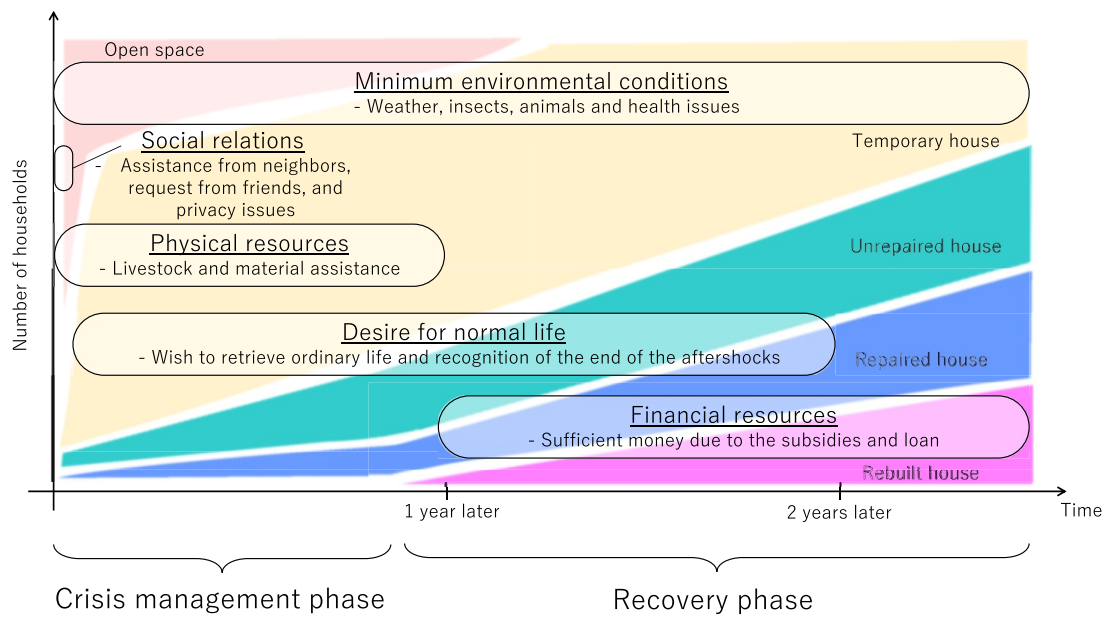 Open space
Minimum environmental conditions
- Weather, insects, animals and health issues
Temporary house
Social relations
- Assistance from neighbors,
request from friends, and
privacy issues
Number of households
Physical resources
- Livestock and material assistance
Unrepaired house
Desire for normal life
- Wish to retrieve ordinary life and recognition of the end of the aftershocks
Repaired house
Financial resources
- Sufficient money due to the subsidies and loan
Rebuilt house
1 year later
2 years later
Time
Crisis management phase
Recovery phase